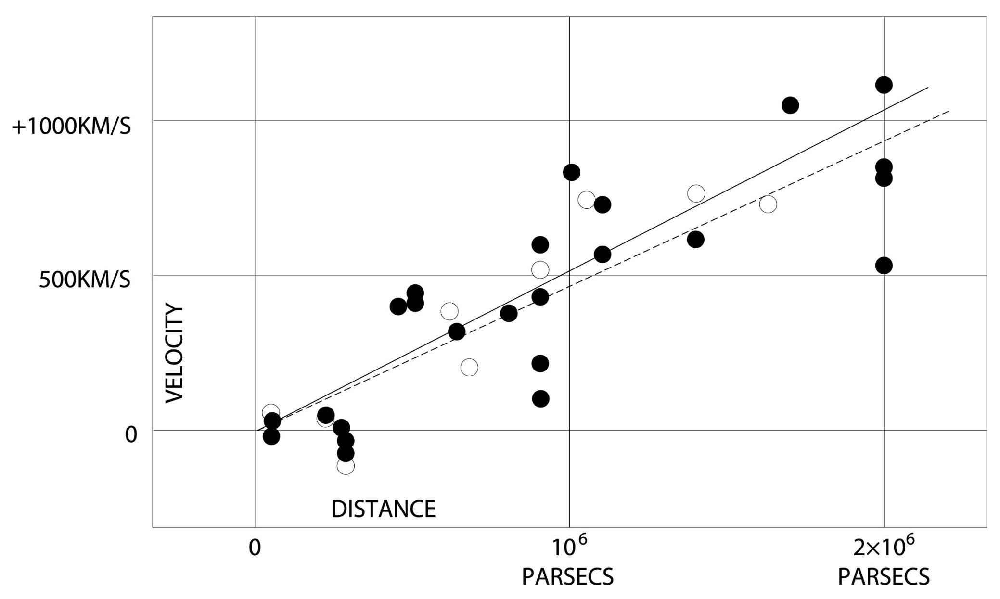 +1000KM/S
500KM/S
VELOCITY
0
DISTANCE
0
10⁶
2×10⁶
PARSECS
PARSECS